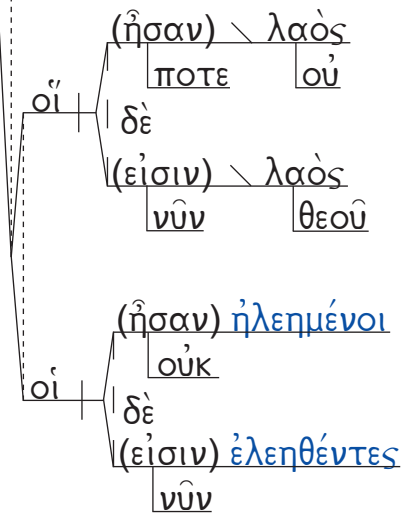 (ἦσαν) λαὸς
ποτε οὐ
οἵ
δὲ
(εἰσιν) λαὸς
νῦν θεοῦ
(ἦσαν) ἠλεημένοι
οὐκ
οἱ
δὲ
(εἰσιν) ἐλεηθέντες
νῦν